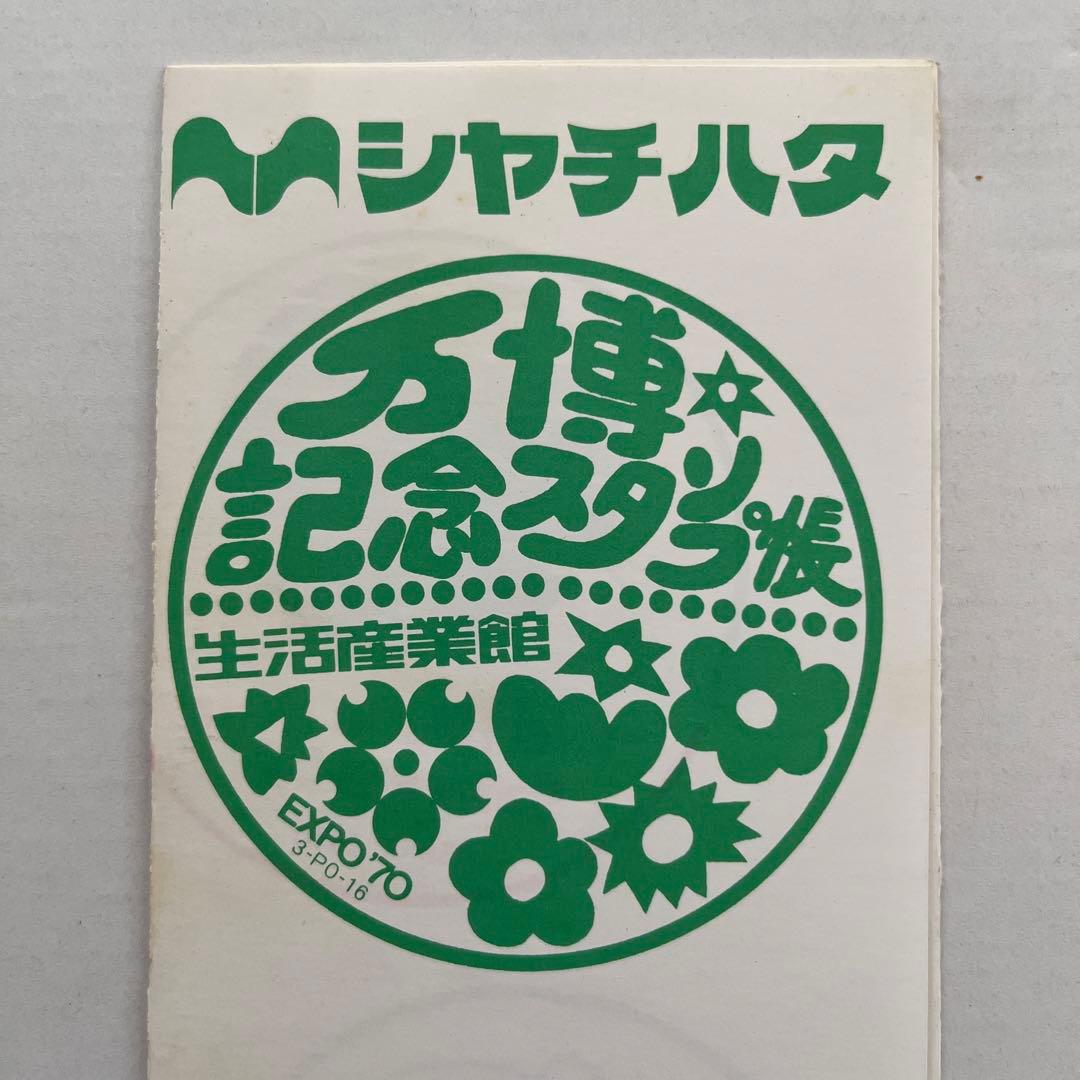 シヤチハタ
万博
記念スタンプ帳
生活産業館
EXPO'70
3-PO-16